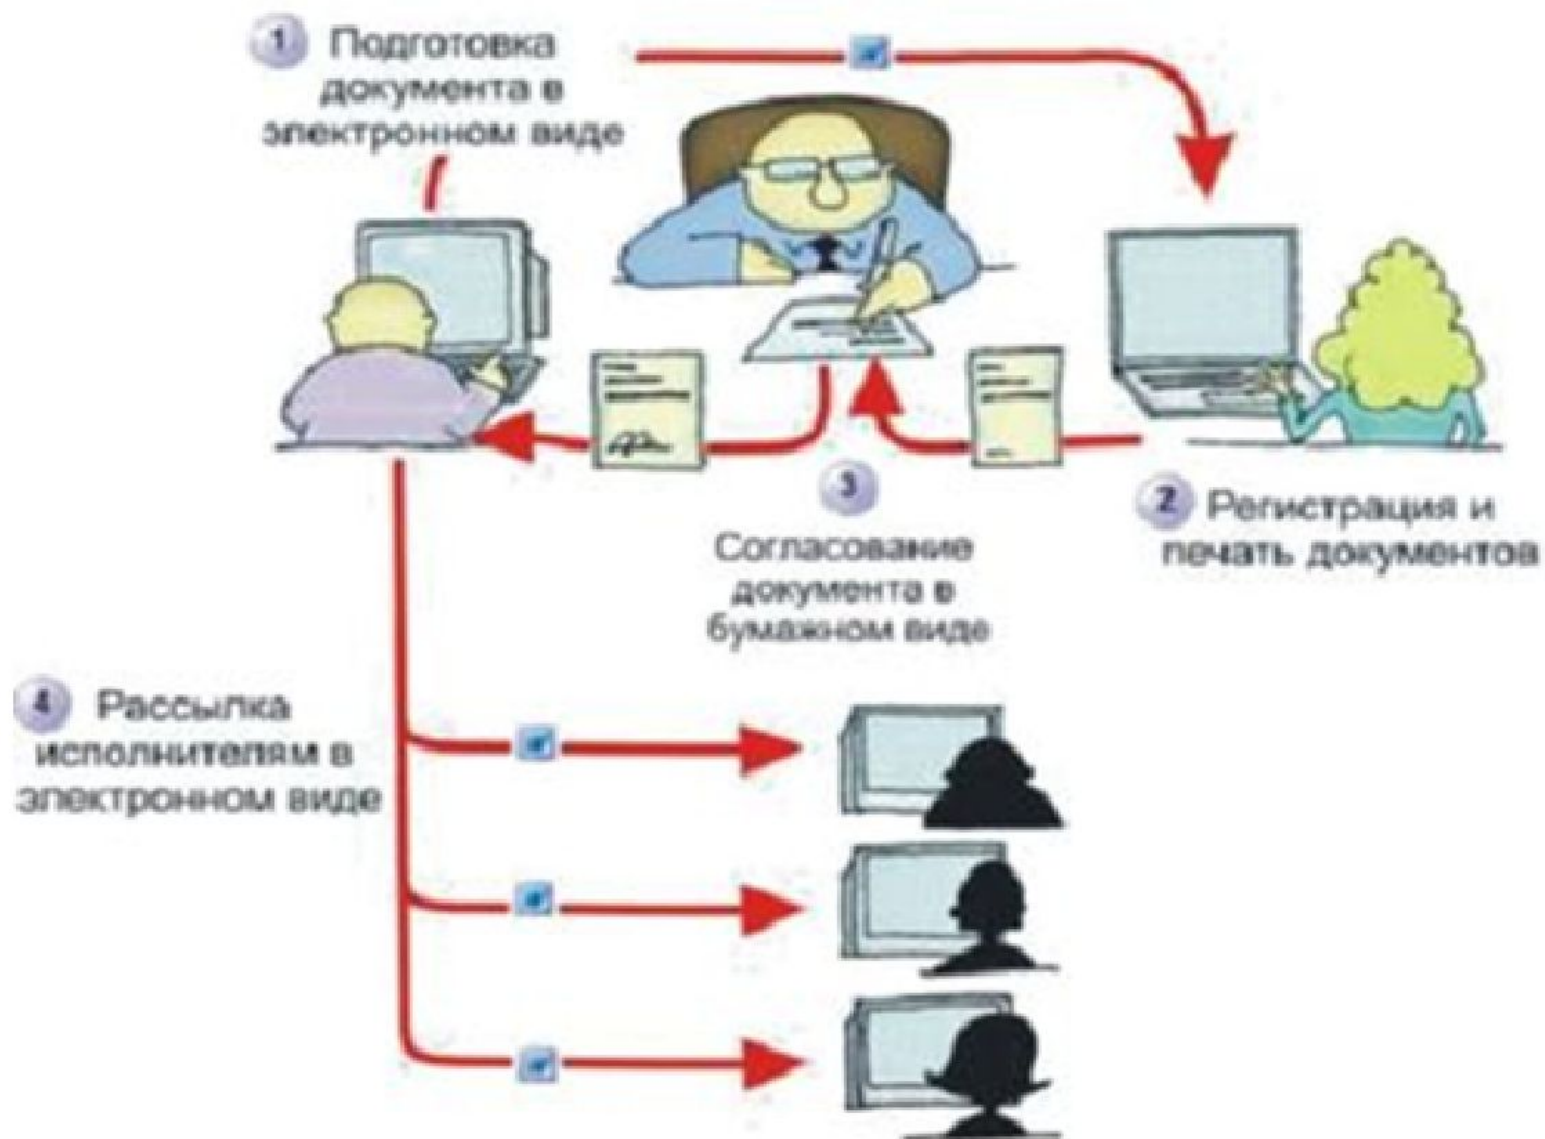 1 Подготовка
документа в
электронном виде
2 Регистрация и
печать документов
3
Согласование
документа в
бумажном виде
4 Рассылка
исполнителям в
электронном виде